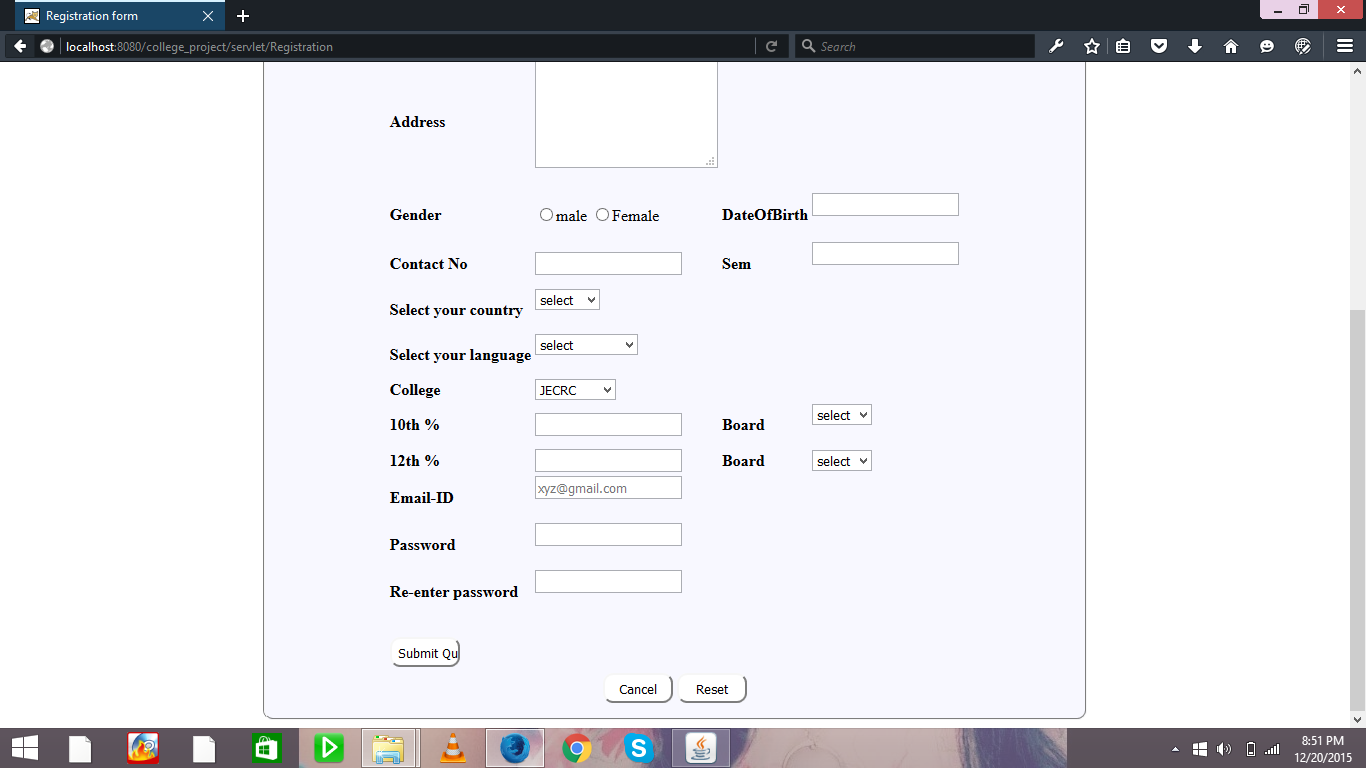 Registration form
localhost:8080/college_project/servlet/Registration
Search
Address
Gender male Female DateOfBirth
Contact No Sem
Select your country select
Select your language select
College JECRC
10th % Board select
12th % Board select
Email-ID xyz@gmail.com
Password
Re-enter password
Submit Qu
Cancel Reset
8:51 PM
12/20/2015